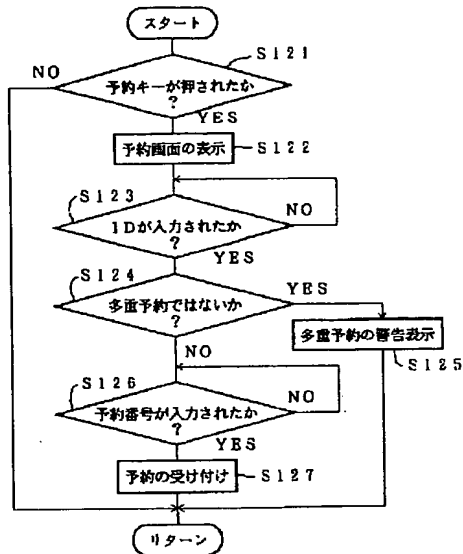 スタート
S121
NO
予約キーが押されたか
?
YES
予約画面の表示
S122
S123
IDが入力されたか
?
NO
YES
S124
多重予約ではないか
?
YES
多重予約の警告表示
S125
NO
S126
予約番号が入力されたか
?
NO
YES
予約の受け付け
S127
リターン